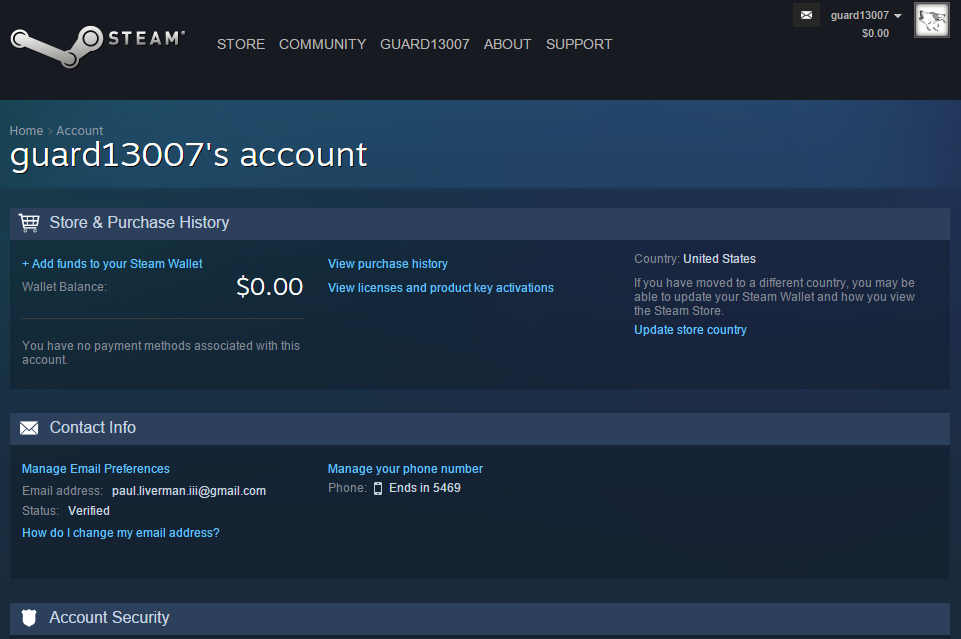 STEAM®
STORE COMMUNITY GUARD13007 ABOUT SUPPORT
guard13007
$0.00
Home > Account
guard13007's account
Store & Purchase History
+ Add funds to your Steam Wallet
Wallet Balance: $0.00
You have no payment methods associated with this
account.
View purchase history
View licenses and product key activations
Country: United States
If you have moved to a different country, you may be
able to update your Steam Wallet and how you view
the Steam Store.
Update store country
Contact Info
Manage Email Preferences
Email address: paul.liverman.iii@gmail.com
Status: Verified
How do I change my email address?
Manage your phone number
Phone: Ends in 5469
Account Security